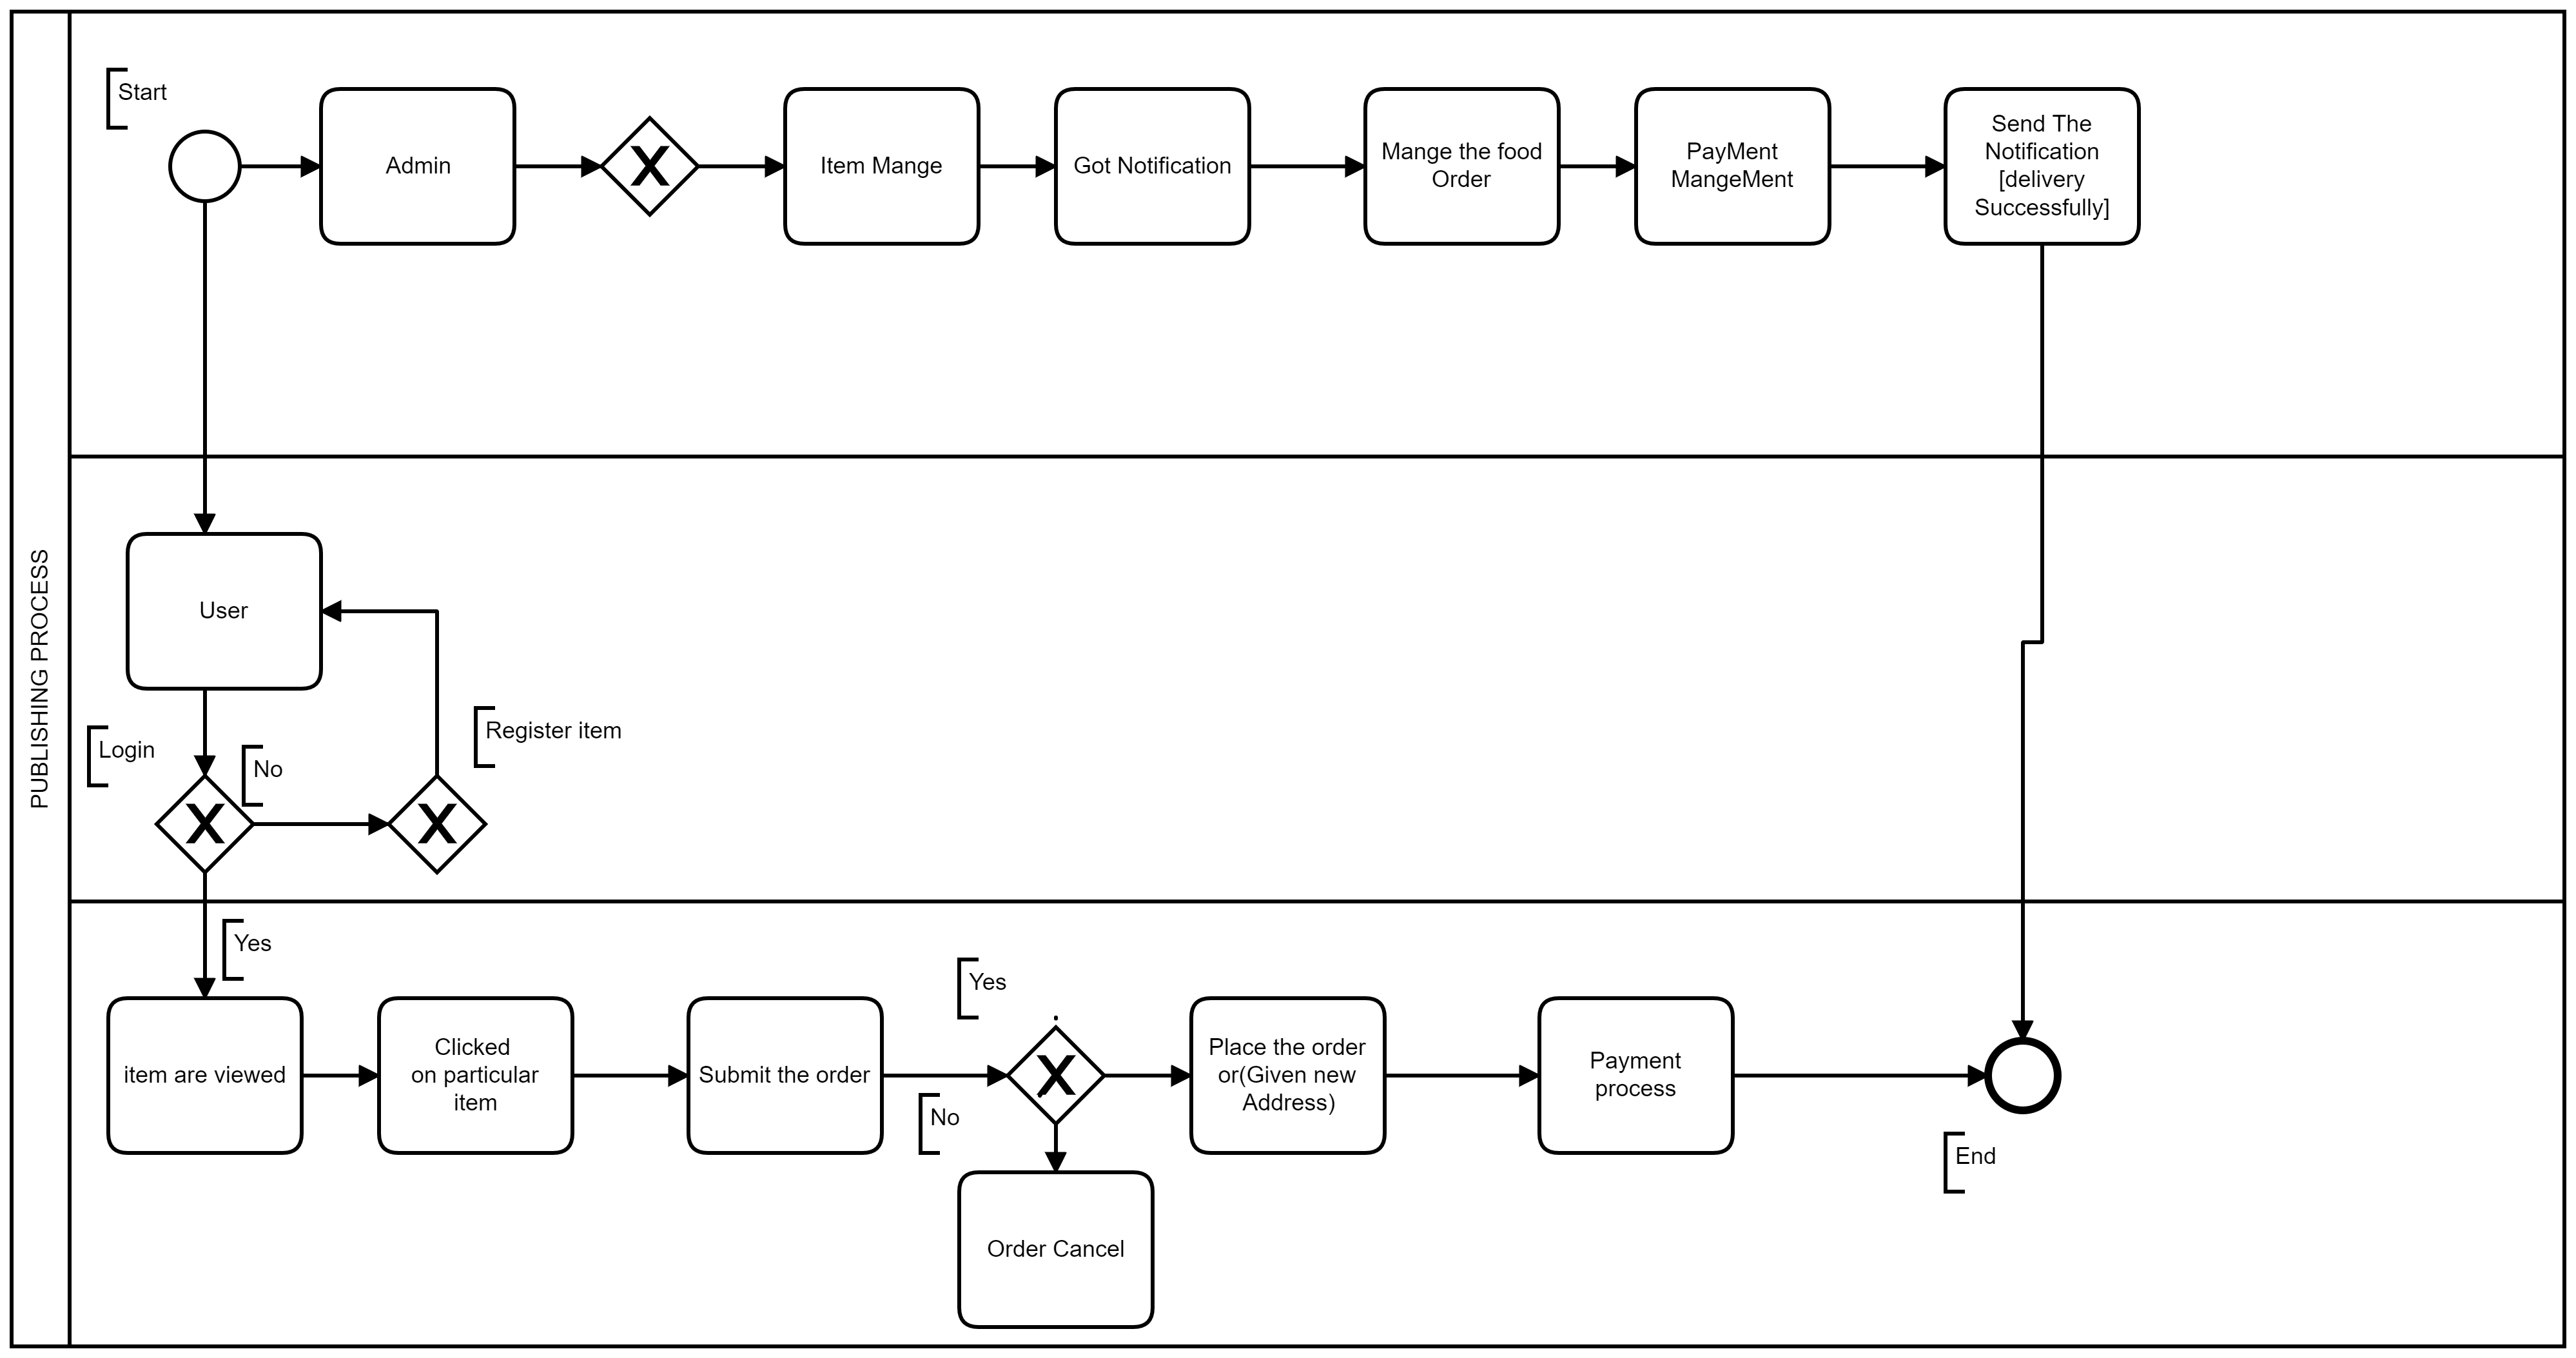 PUBLISHING PROCESS
Start
Admin
X
Item Mange
Got Notification
Mange the food
Order
PayMent
MangeMent
Send The
Notification
[delivery
Successfully]
User
Login
No
Register item
X
X
Yes
item are viewed
Clicked
on particular
item
Submit the order
Yes
No
X
Place the order
or(Given new
Address)
Payment
process
End
Order Cancel